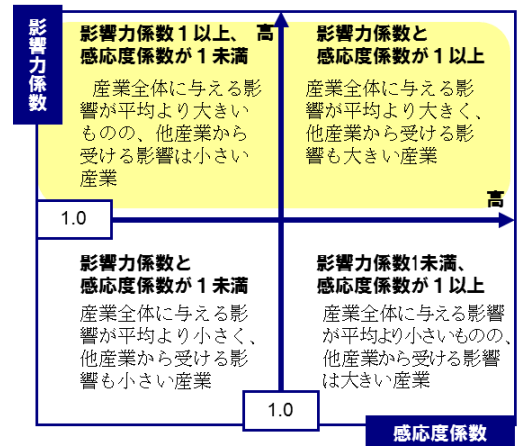 影響力係数
影響力係数１以上、
感応度係数が１未満
産業全体に与える影
響が平均より大きい
ものの、他産業から
受ける影響は小さい
産業
高
影響力係数と
感応度係数が１以上
産業全体に与える影
響が平均より大きく、
他産業から受ける影
響も大きい産業
高
1.0
影響力係数と
感応度係数が１未満
産業全体に与える影
響が平均より小さく、
他産業から受ける影
響も小さい産業
影響力係数1未満、
感応度係数が１以上
産業全体に与える影響
が平均より小さいものの、
他産業から受ける影響
は大きい産業
1.0
感応度係数